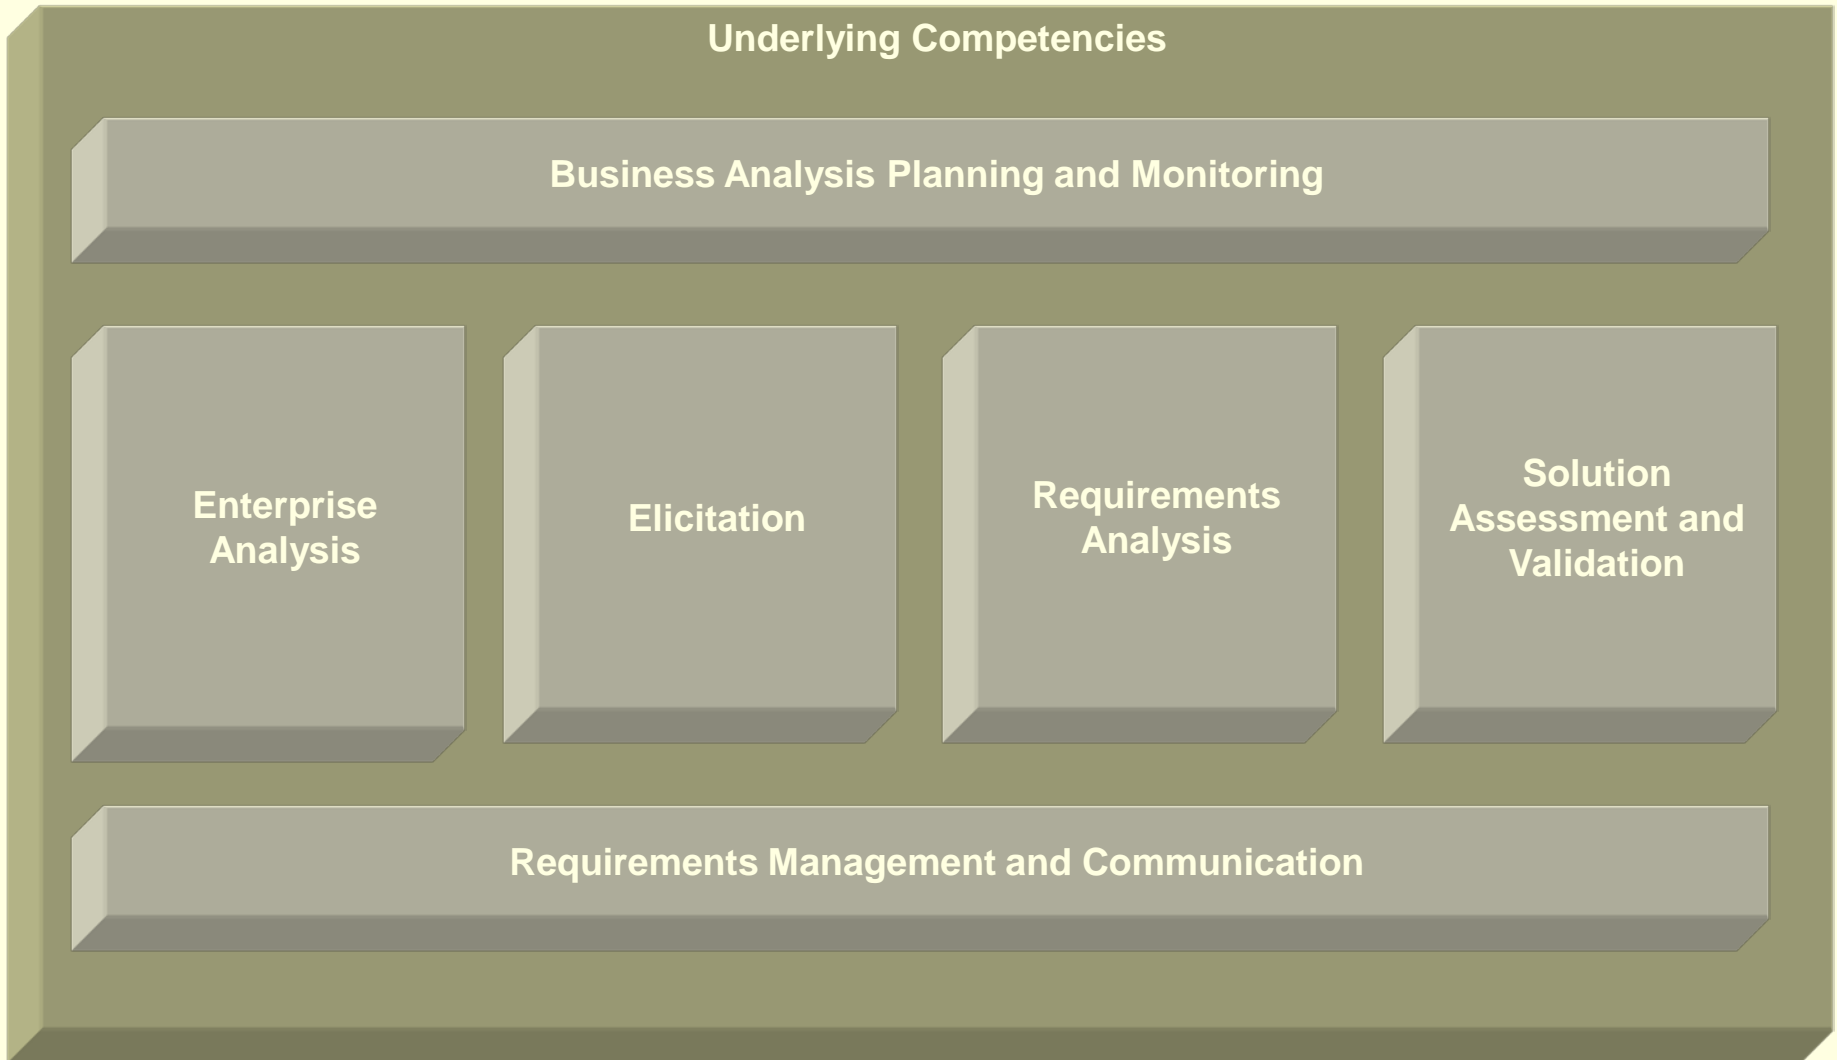 Underlying Competencies
Business Analysis Planning and Monitoring
Enterprise
Analysis
Elicitation
Requirements
Analysis
Solution
Assessment and
Validation
Requirements Management and Communication